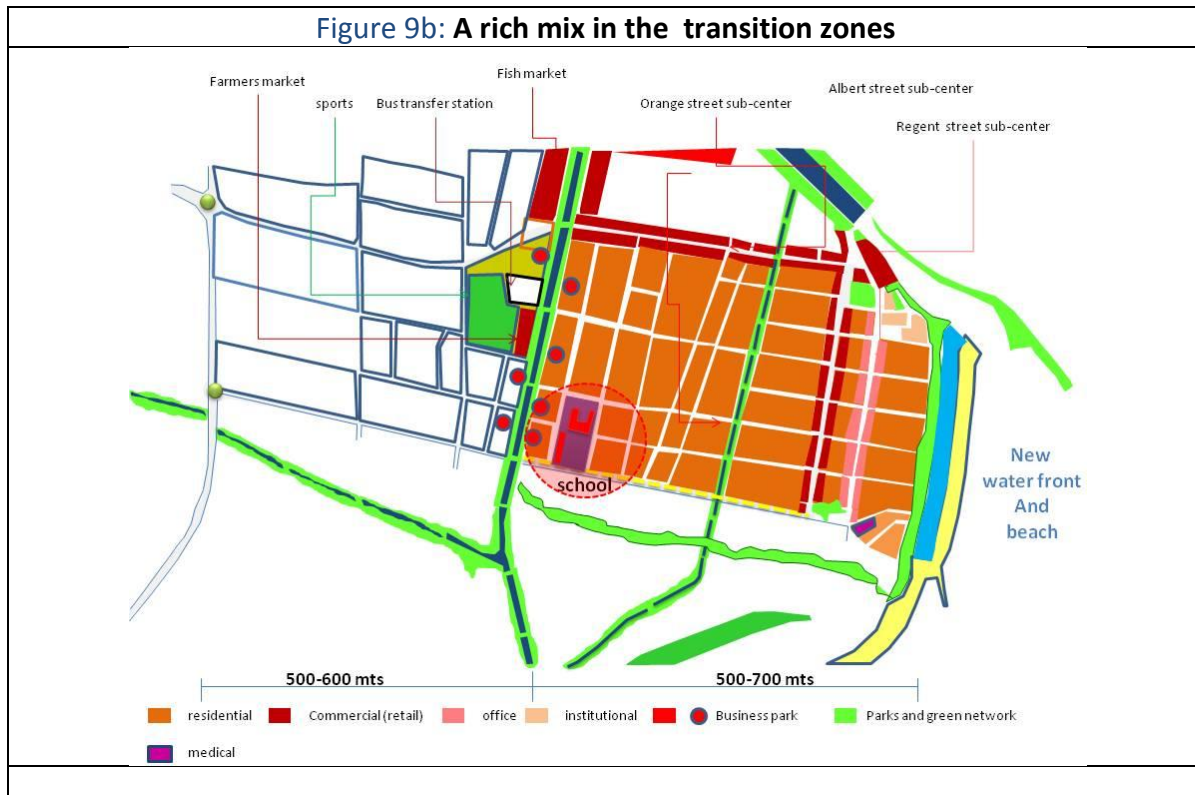 Figure 9b: A rich mix in the transition zones
Farmers market
sports
Bus transfer station
Fish market
Orange street sub-center
Albert street sub-center
Regent street sub-center
school
New
water front
And
beach
500-600 mts
500-700 mts
residential
Commercial (retail)
office
institutional
Business park
Parks and green network
medical